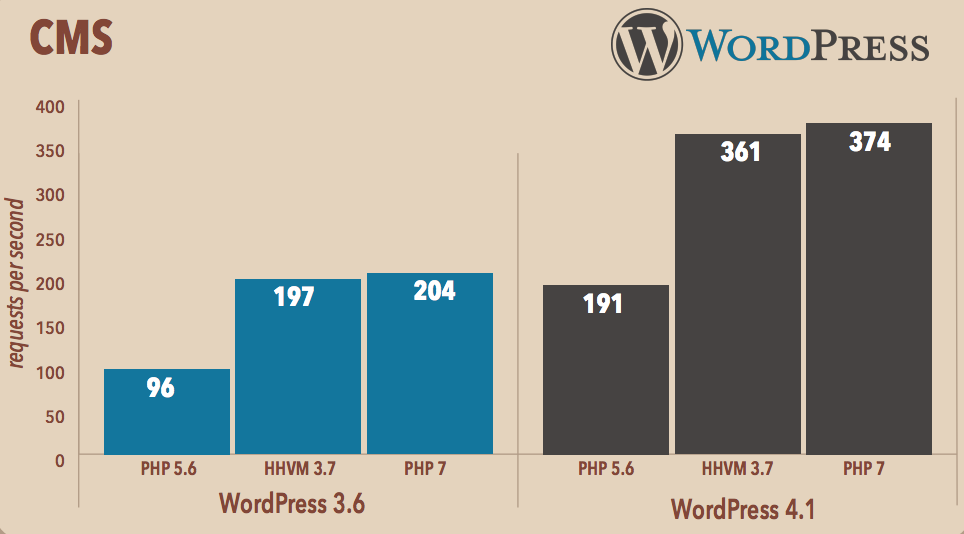 CMS
WORDPRESS
400
350
300
250
200
150
100
50
0
requests per second
96
197
204
191
361
374
PHP 5.6
HHVM 3.7
PHP 7
PHP 5.6
HHVM 3.7
PHP 7
WordPress 3.6
WordPress 4.1